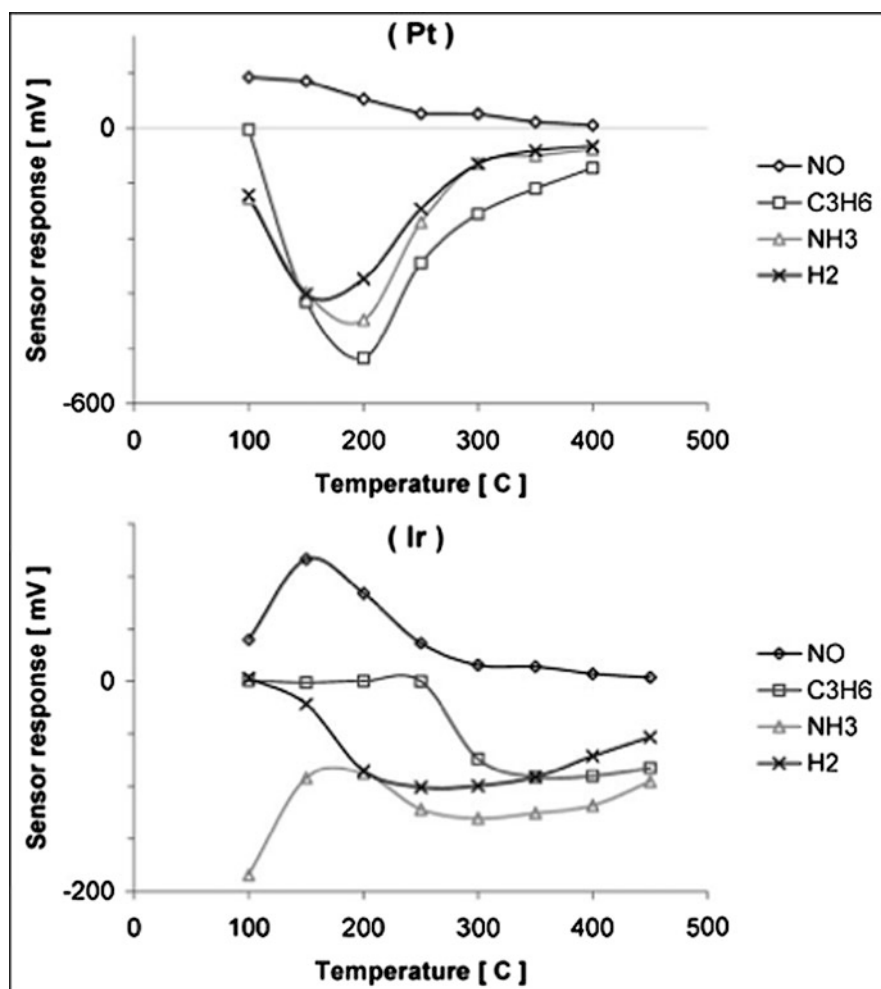 ( Pt )
Sensor response [ mV ]
0
-600
0 100 200 300 400 500
Temperature [ C ]
NO
C3H6
NH3
H2
( Ir )
Sensor response [ mV ]
0
-200
0 100 200 300 400 500
Temperature [ C ]
NO
C3H6
NH3
H2